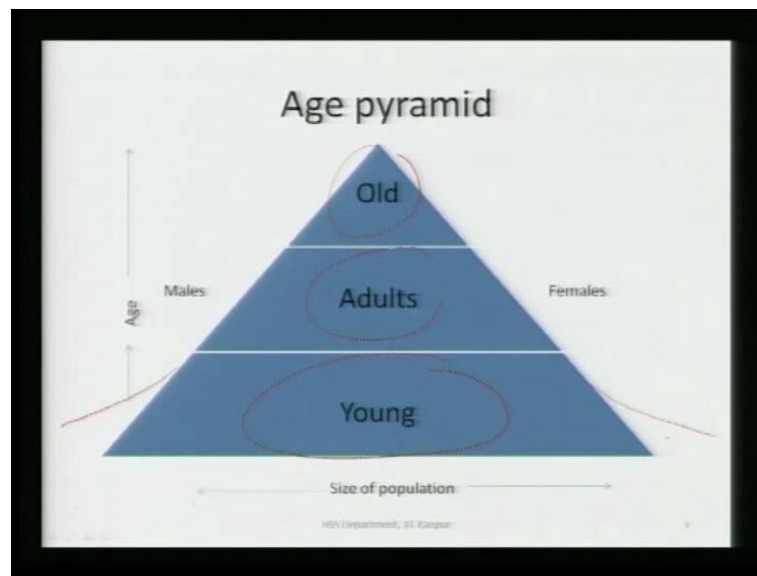 Age pyramid
Old
Males
Adults
Females
Age
Young
Size of population
HSS Department, IIT Kanpur